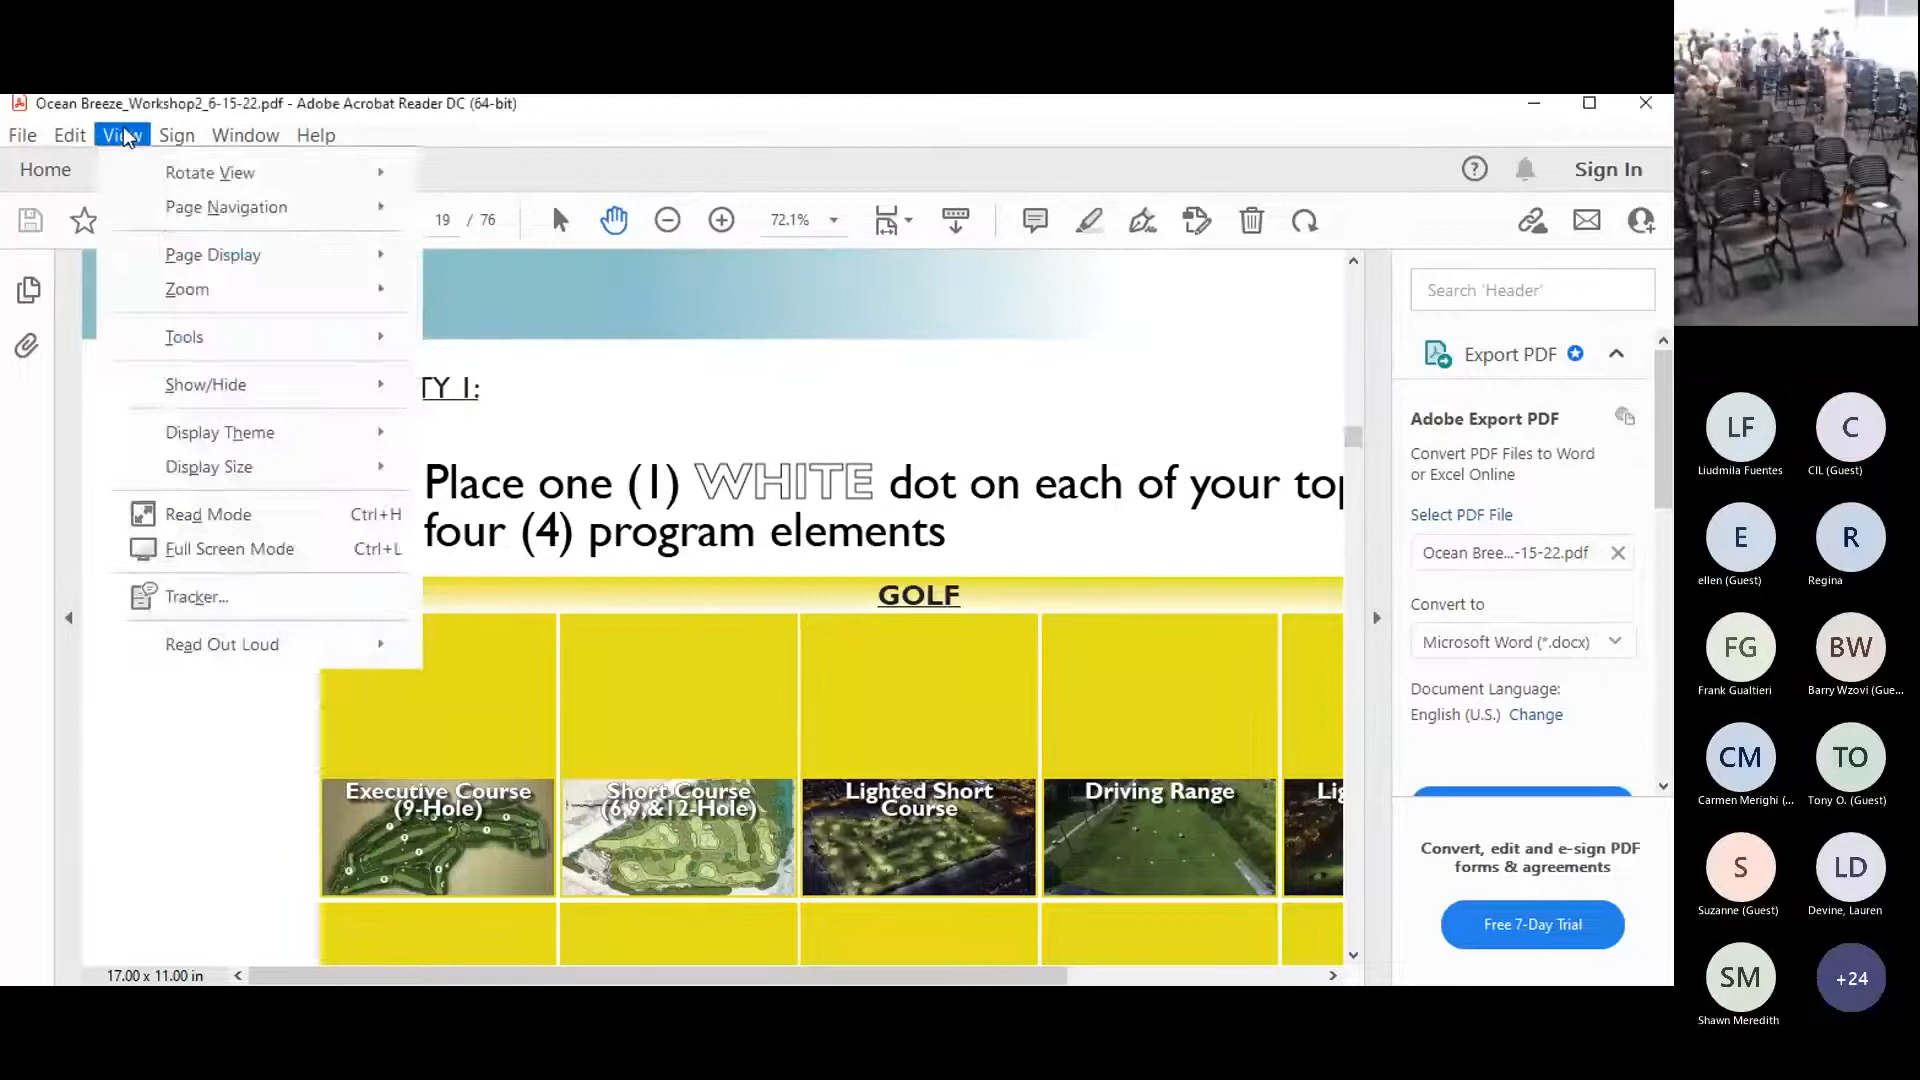 Ocean Breeze_Workshop2_6-15-22.pdf - Adobe Acrobat Reader DC (64-bit)
File Edit View Sign Window Help
Home
Sign In
19 / 76
72.1%
Rotate View
Page Navigation
Page Display
Zoom
Tools
Show/Hide
Display Theme
Display Size
Read Mode Ctrl+H
Full Screen Mode Ctrl+L
Tracker...
Read Out Loud
TY 1:
Place one (1) WHITE dot on each of your top
four (4) program elements
GOLF
Executive Course
(9-Hole)
Short Course
(6,9,&12-Hole)
Lighted Short
Course
Driving Range
Lig
17.00 x 11.00 in
Search 'Header'
Export PDF
Adobe Export PDF
Convert PDF Files to Word
or Excel Online
Select PDF File
Ocean Bree...-15-22.pdf
Convert to
Microsoft Word (*.docx)
Document Language:
English (U.S.) Change
Convert, edit and e-sign PDF
forms & agreements
Free 7-Day Trial
LF
Liudmila Fuentes
C
CIL (Guest)
E
ellen (Guest)
R
Regina
FG
Frank Gualtieri
BW
Barry Wzovi (Gue...
CM
Carmen Merighi (...
TO
Tony O. (Guest)
S
Suzanne (Guest)
LD
Devine, Lauren
SM
Shawn Meredith
+24